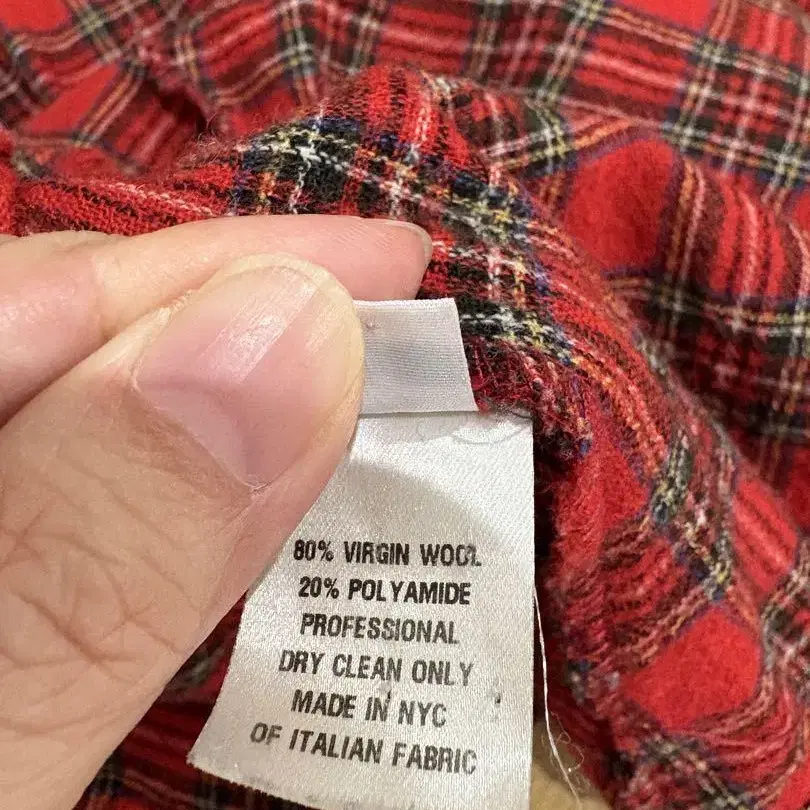 80% VIRGIN WOOL
20% POLYAMIDE
PROFESSIONAL
DRY CLEAN ONLY
MADE IN NYC
OF ITALIAN FABRIC